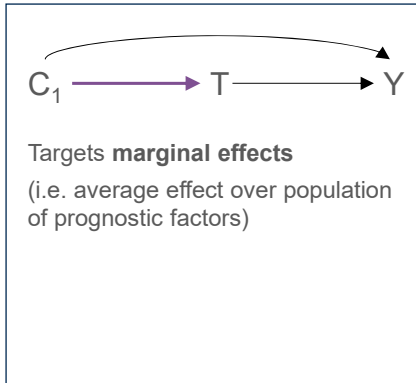 C₁ T Y
Targets marginal effects
(i.e. average effect over population
of prognostic factors)